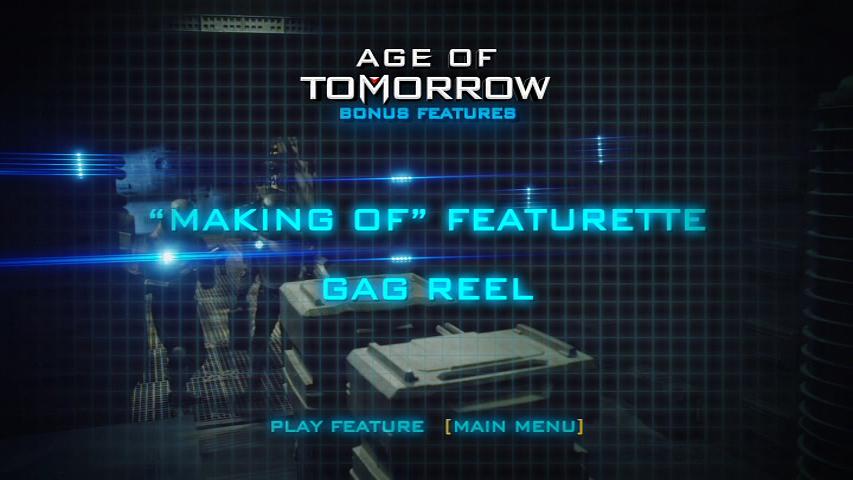 AGE OF
TOMORROW
BONUS FEATURES
“MAKING OF” FEATURETTE
GAG REEL
PLAY FEATURE [MAIN MENU]